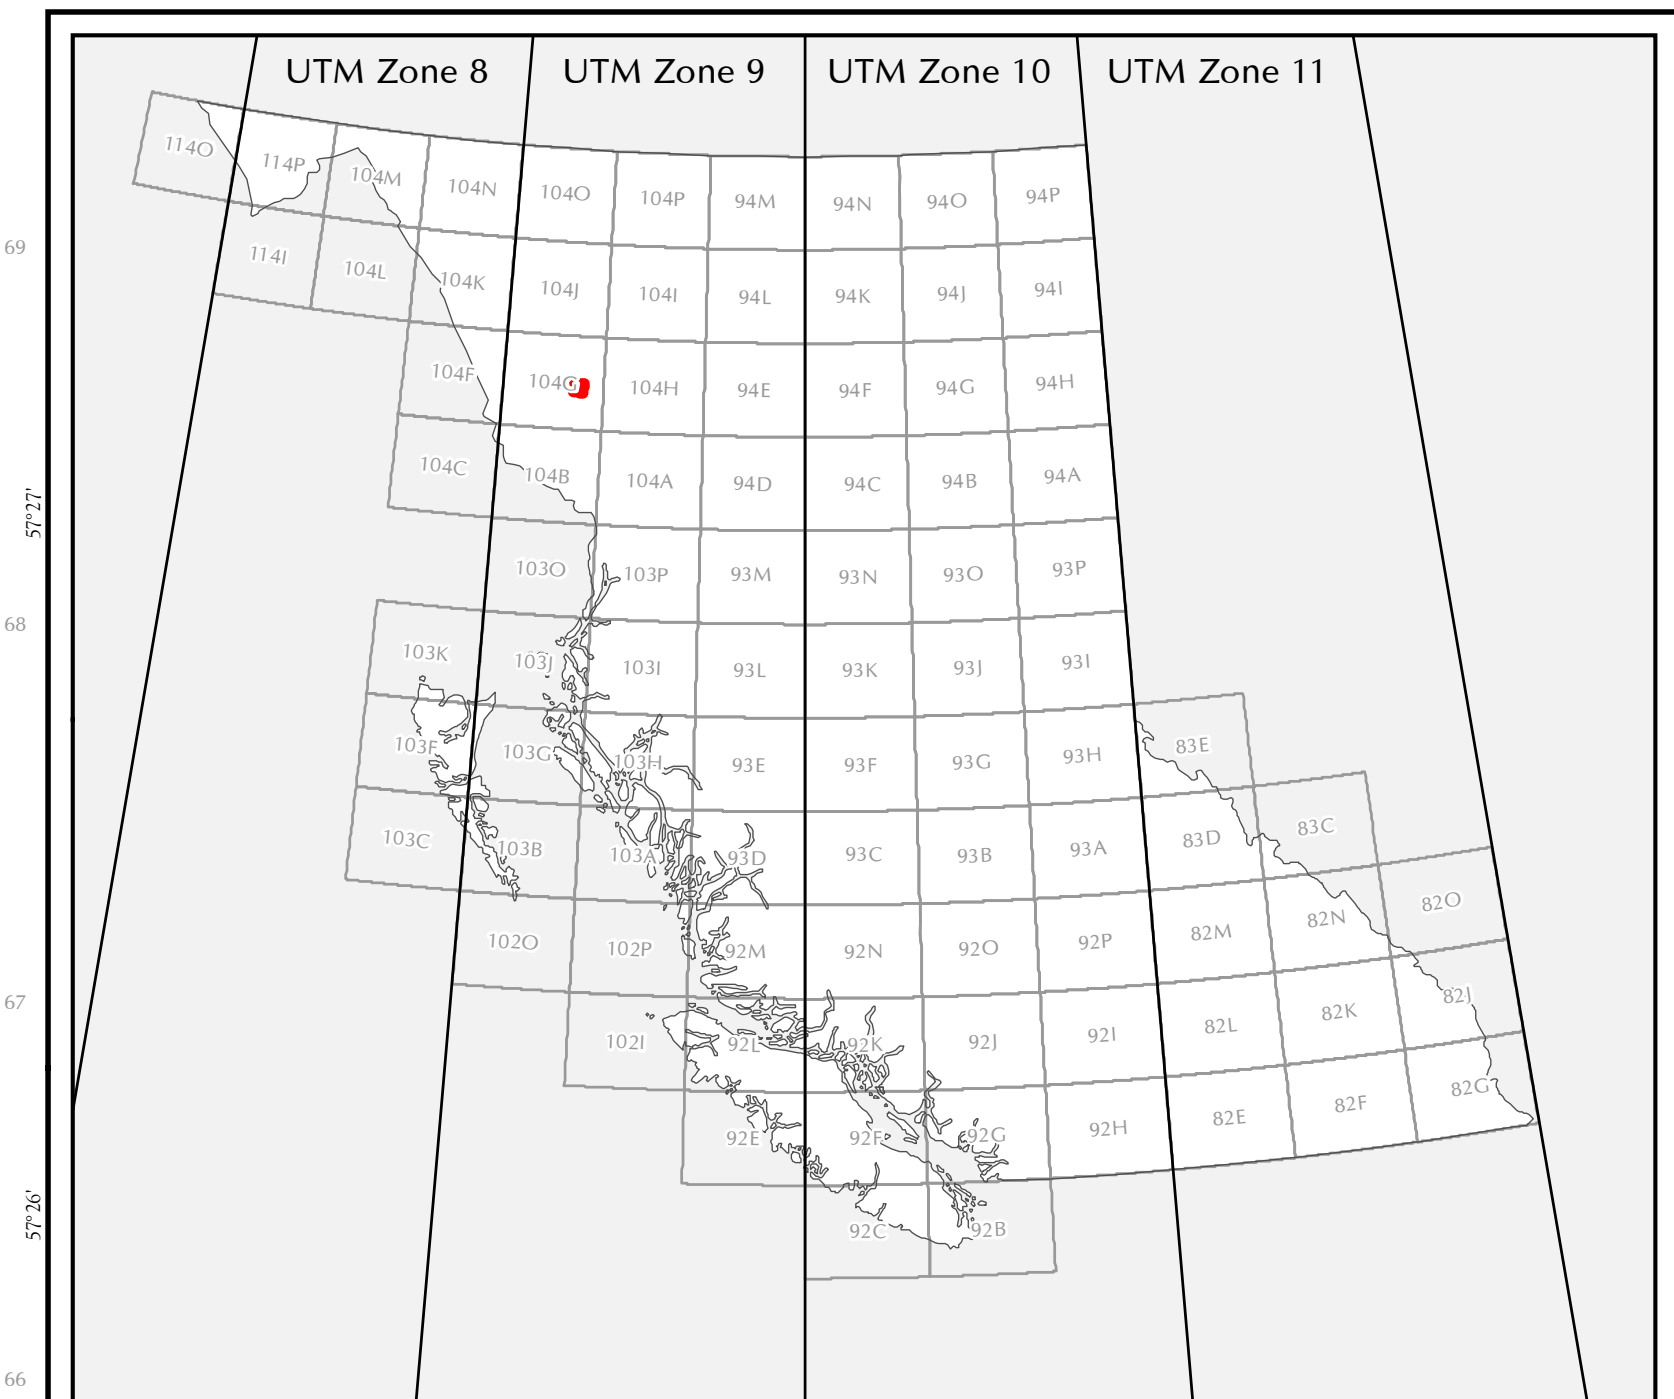 UTM Zone 8 UTM Zone 9 UTM Zone 10 UTM Zone 11
114O 114P 104M 104N 104O 104P 94M 94N 94O 94P
69
114I 104L 104K 104J 104I 94L 94K 94J 94I
104F 104G 104H 94E 94F 94G 94H
104C 104B 104A 94D 94C 94B 94A
57°27'
103O 103P 93M 93N 93O 93P
68
103K 103J 103I 93L 93K 93J 93I
103F 103G 103H 93E 93F 93G 93H 83E
103C 103B 103A 93D 93C 93B 93A 83D 83C
102O 102P 92M 92N 92O 92P 82M 82N 82O
67
102I 92L 92K 92J 92I 82L 82K 82J
92E 92F 92G 92H 82E 82F 82G
57°26'
92C 92B
66